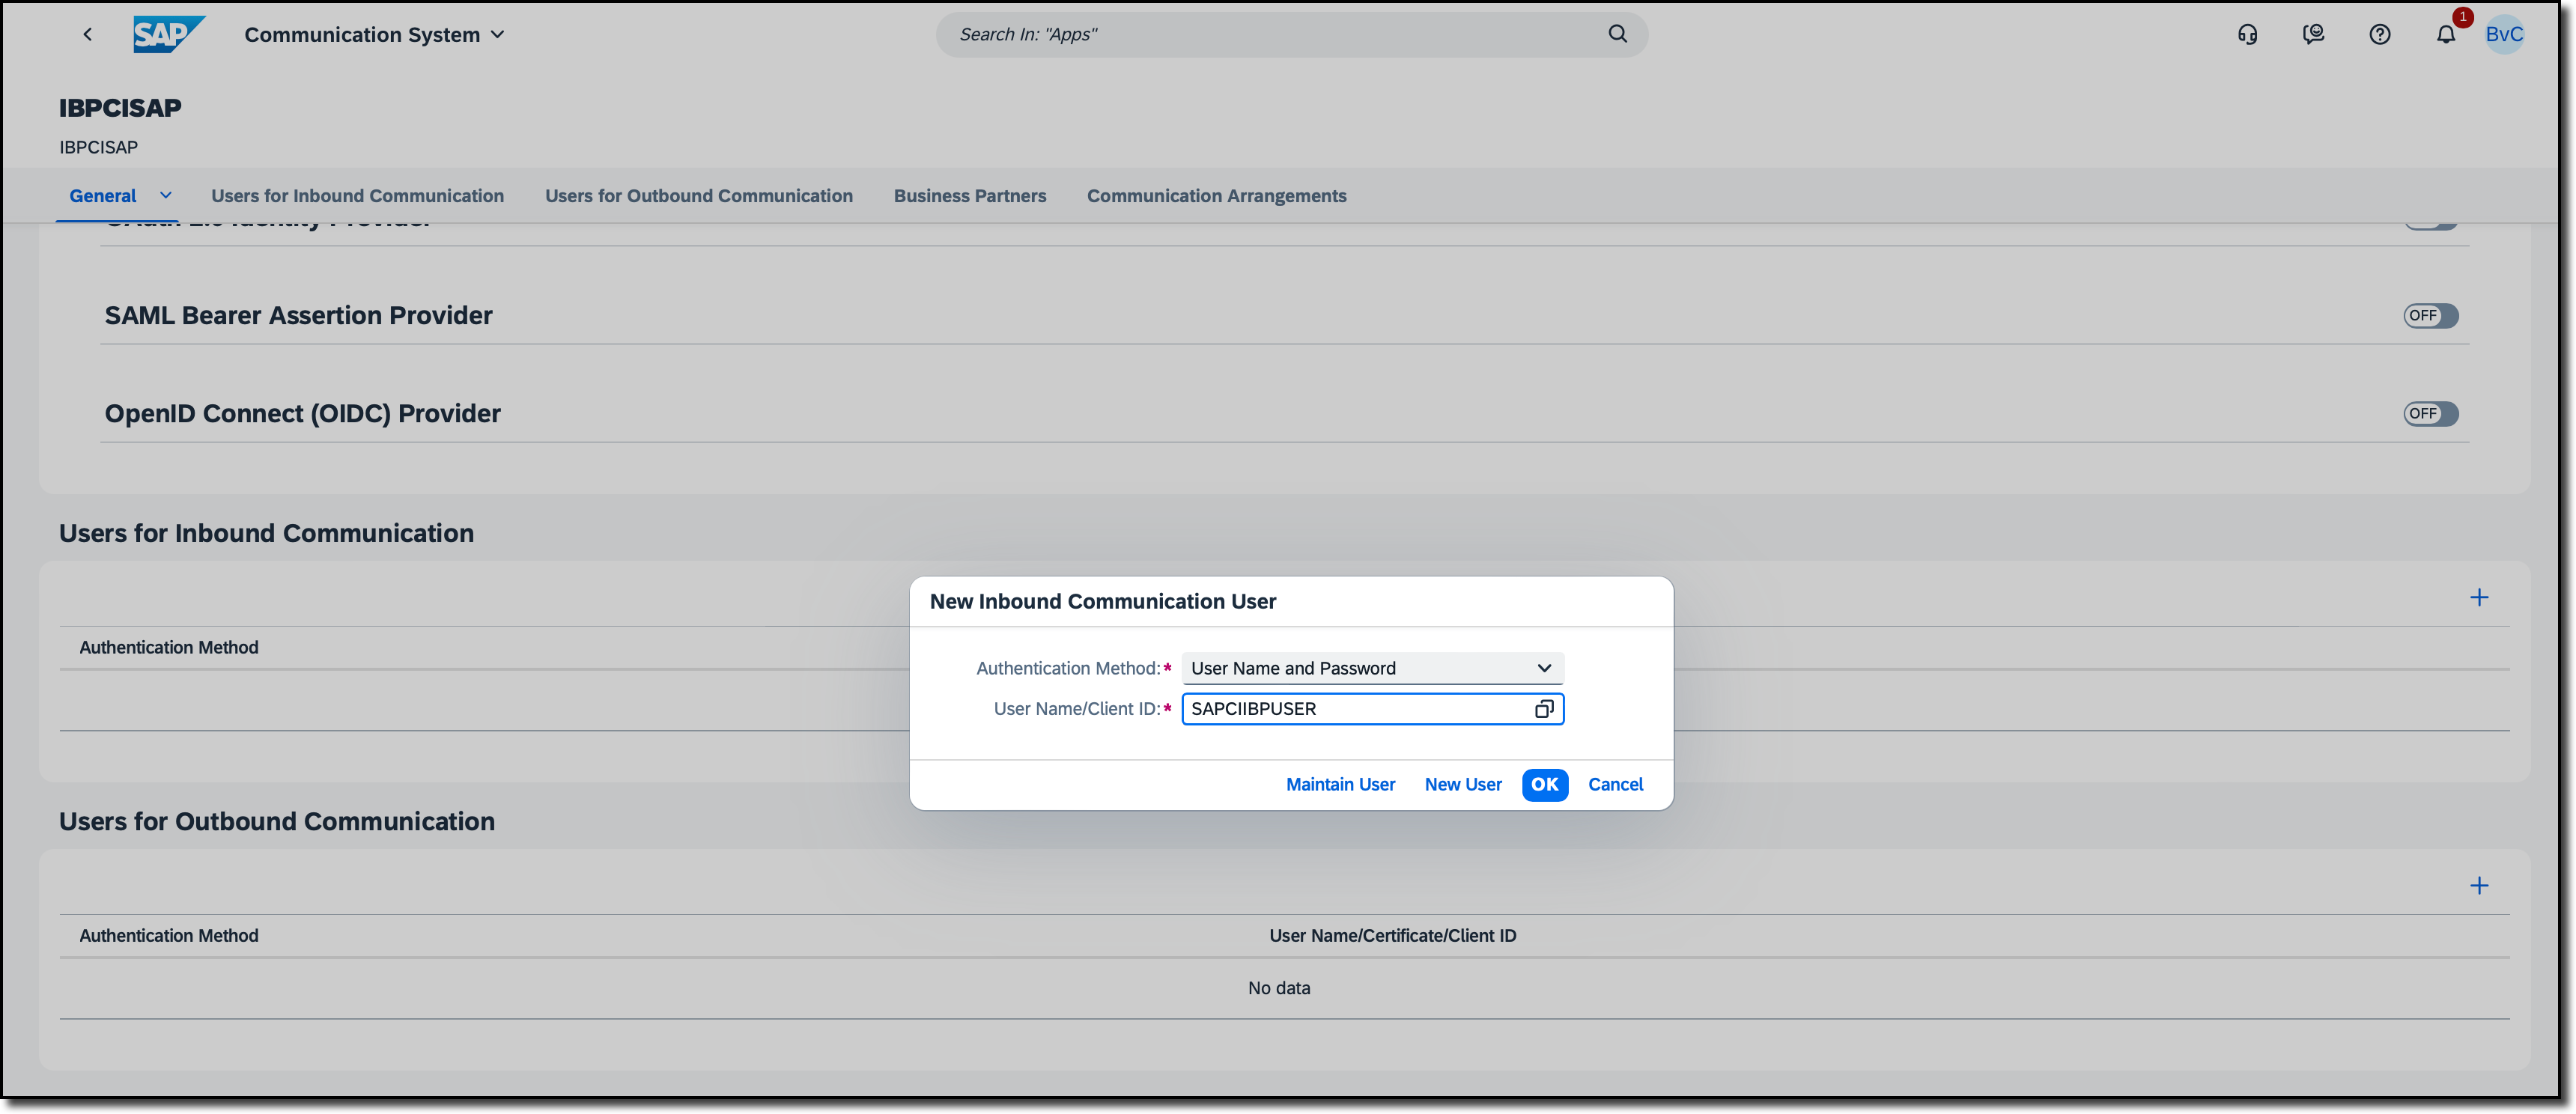 SAP
Communication System
Search In: "Apps"
1
BvC
IBPCISAP
IBPCISAP
General
Users for Inbound Communication
Users for Outbound Communication
Business Partners
Communication Arrangements
SAML Bearer Assertion Provider
OFF
OpenID Connect (OIDC) Provider
OFF
Users for Inbound Communication
New Inbound Communication User
Authentication Method
Authentication Method:* User Name and Password
User Name/Client ID:* SAPCIIBPUSER
Maintain User
New User
OK
Cancel
Users for Outbound Communication
Authentication Method
User Name/Certificate/Client ID
No data